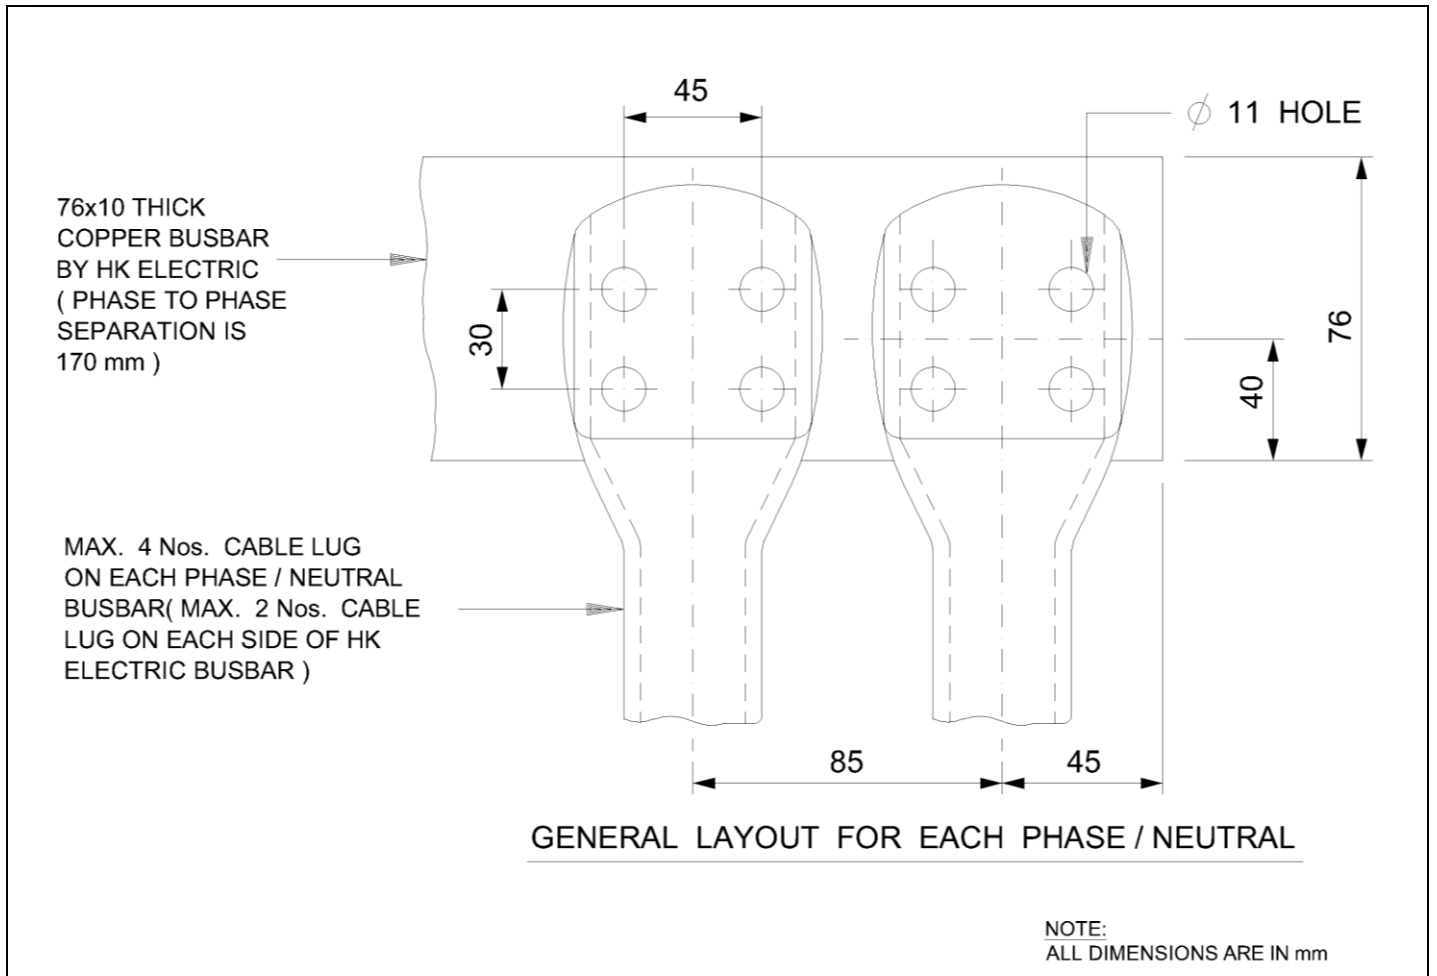 45
⌀ 11 HOLE
76x10 THICK
COPPER BUSBAR
BY HK ELECTRIC
( PHASE TO PHASE
SEPARATION IS
170 mm )
30
76
40
MAX. 4 Nos. CABLE LUG
ON EACH PHASE / NEUTRAL
BUSBAR( MAX. 2 Nos. CABLE
LUG ON EACH SIDE OF HK
ELECTRIC BUSBAR )
85
45
GENERAL LAYOUT FOR EACH PHASE / NEUTRAL
NOTE:
ALL DIMENSIONS ARE IN mm